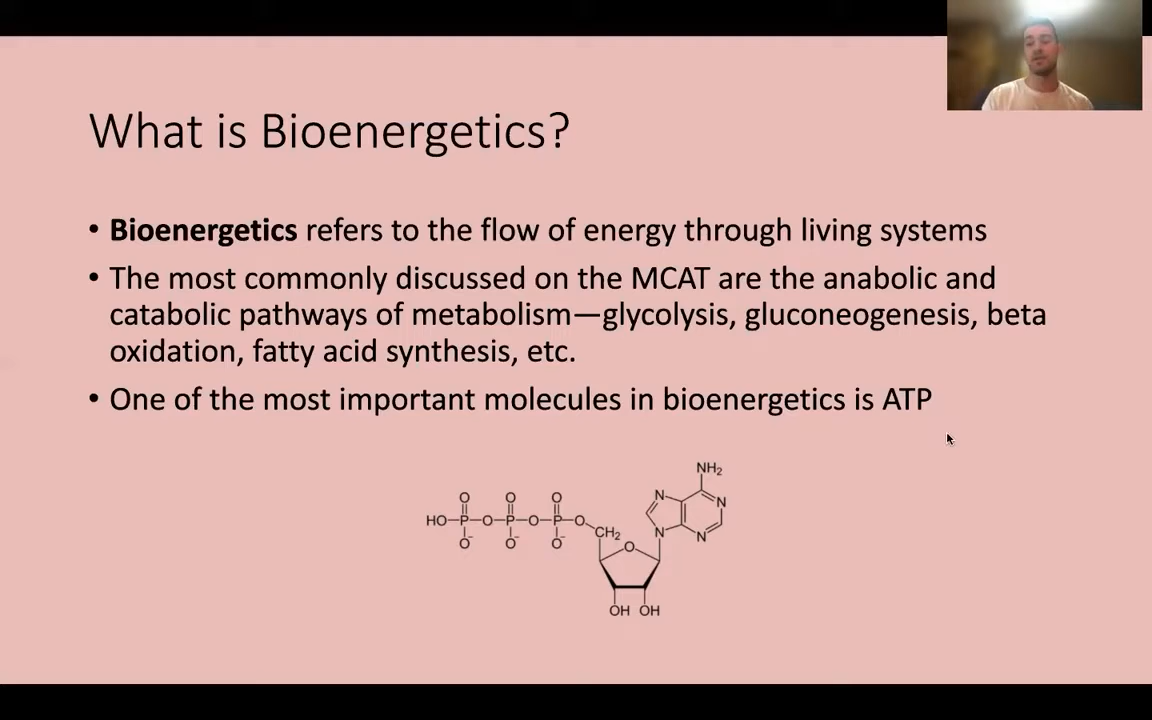 What is Bioenergetics?
• Bioenergetics refers to the flow of energy through living systems
• The most commonly discussed on the MCAT are the anabolic and
catabolic pathways of metabolism—glycolysis, gluconeogenesis, beta
oxidation, fatty acid synthesis, etc.
• One of the most important molecules in bioenergetics is ATP
NH₂
O O O N N
HO-P-O-P-O-P-O CH₂ N N
O⁻ O⁻ O⁻ O
OH OH